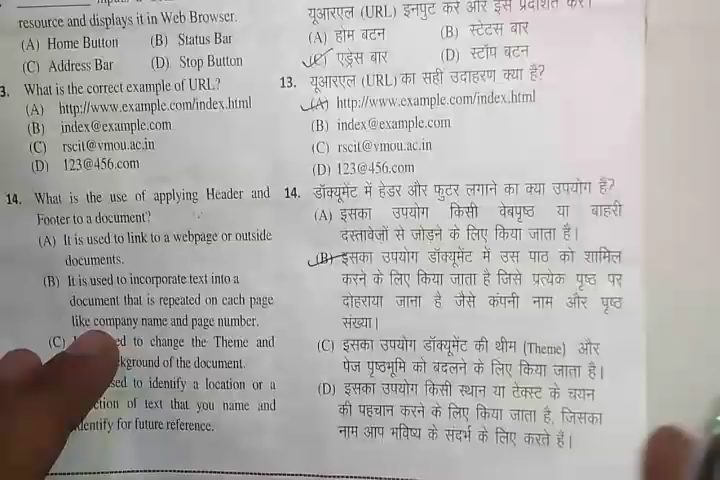 resource and displays it in Web Browser.
(A) Home Button (B) Status Bar
(C) Address Bar (D) Stop Button
3. What is the correct example of URL?
(A) http://www.example.com/index.html
(B) index@example.com
(C) rscit@vmou.ac.in
(D) 123@456.com
14. What is the use of applying Header and
Footer to a document?
(A) It is used to link to a webpage or outside
documents.
(B) It is used to incorporate text into a
document that is repeated on each page
like company name and page number.
(C) to change the Theme and
of the document.
to identify a location or a
of text that you name and
identify for future reference.
यूआरएल (URL) इनपुट करें और इसे प्रदर्शित करें।
(A) होम बटन (B) स्टेटस बार
(C) एड्रेस बार (D) स्टॉप बटन
13. यूआरएल (URL) का सही उदाहरण क्या है?
(A) http://www.example.com/index.html
(B) index@example.com
(C) rscit@vmou.ac.in
(D) 123@456.com
14. डॉक्यूमेंट में हेडर और फुटर लगाने का क्या उपयोग है?
(A) इसका उपयोग किसी वेबपृष्ठ या बाहरी
दस्तावेज़ों से जोड़ने के लिए किया जाता है।
(B) इसका उपयोग डॉक्यूमेंट में उस पाठ को शामिल
करने के लिए किया जाता है जिसे प्रत्येक पृष्ठ पर
दोहराया जाना है जैसे कंपनी नाम और पृष्ठ
संख्या।
(C) इसका उपयोग डॉक्यूमेंट की थीम (Theme) और
पेज पृष्ठभूमि को बदलने के लिए किया जाता है।
(D) इसका उपयोग किसी स्थान या टेक्स्ट के चयन
की पहचान करने के लिए किया जाता है, जिसका
नाम आप भविष्य के संदर्भ के लिए करते हैं।